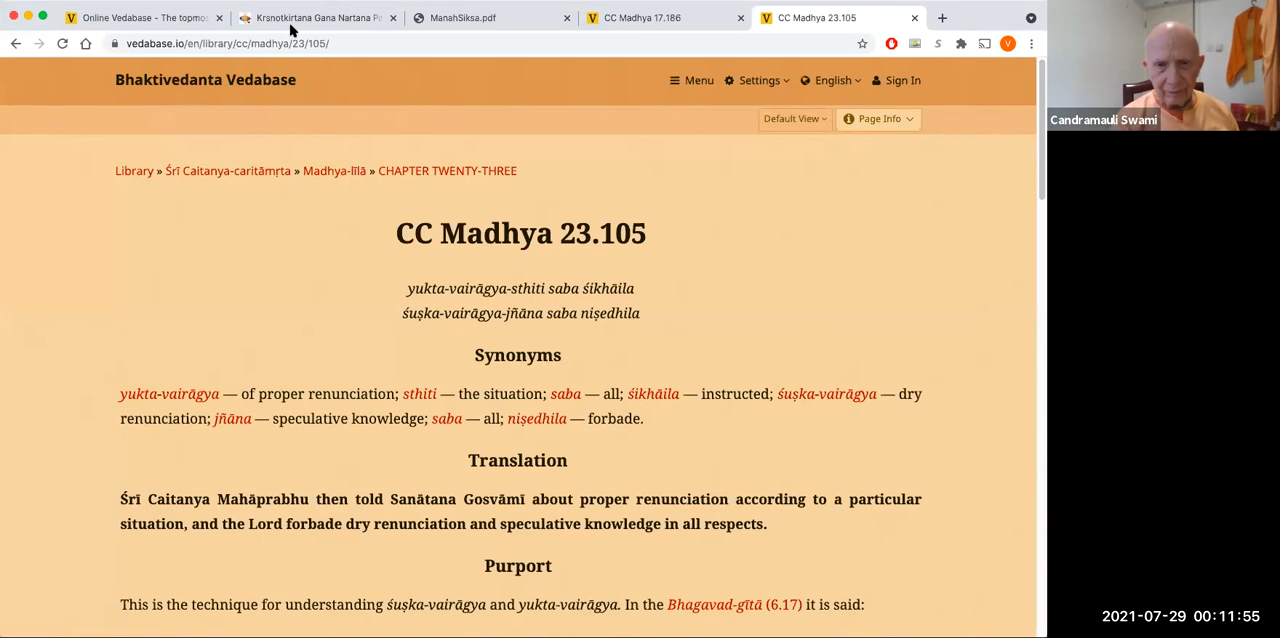 Online Vedabase - The topmos
Krsnotkirtana Gana Nartana Pa
ManahSiksa.pdf
CC Madhya 17.186
CC Madhya 23.105
vedabase.io/en/library/cc/madhya/23/105/
Bhaktivedanta Vedabase
Menu
Settings
English
Sign In
Candramauli Swami
Default View
Page Info
Library » Śrī Caitanya-caritāmṛta » Madhya-līlā » CHAPTER TWENTY-THREE
CC Madhya 23.105
yukta-vairāgya-sthiti saba śikhāila
śuṣka-vairāgya-jñāna saba niṣedhila
Synonyms
yukta-vairāgya — of proper renunciation; sthiti — the situation; saba — all; śikhāila — instructed; śuṣka-vairāgya — dry
renunciation; jñāna — speculative knowledge; saba — all; niṣedhila — forbade.
Translation
Śrī Caitanya Mahāprabhu then told Sanātana Gosvāmī about proper renunciation according to a particular
situation, and the Lord forbade dry renunciation and speculative knowledge in all respects.
Purport
This is the technique for understanding śuṣka-vairāgya and yukta-vairāgya. In the Bhagavad-gītā (6.17) it is said:
2021-07-29 00:11:55